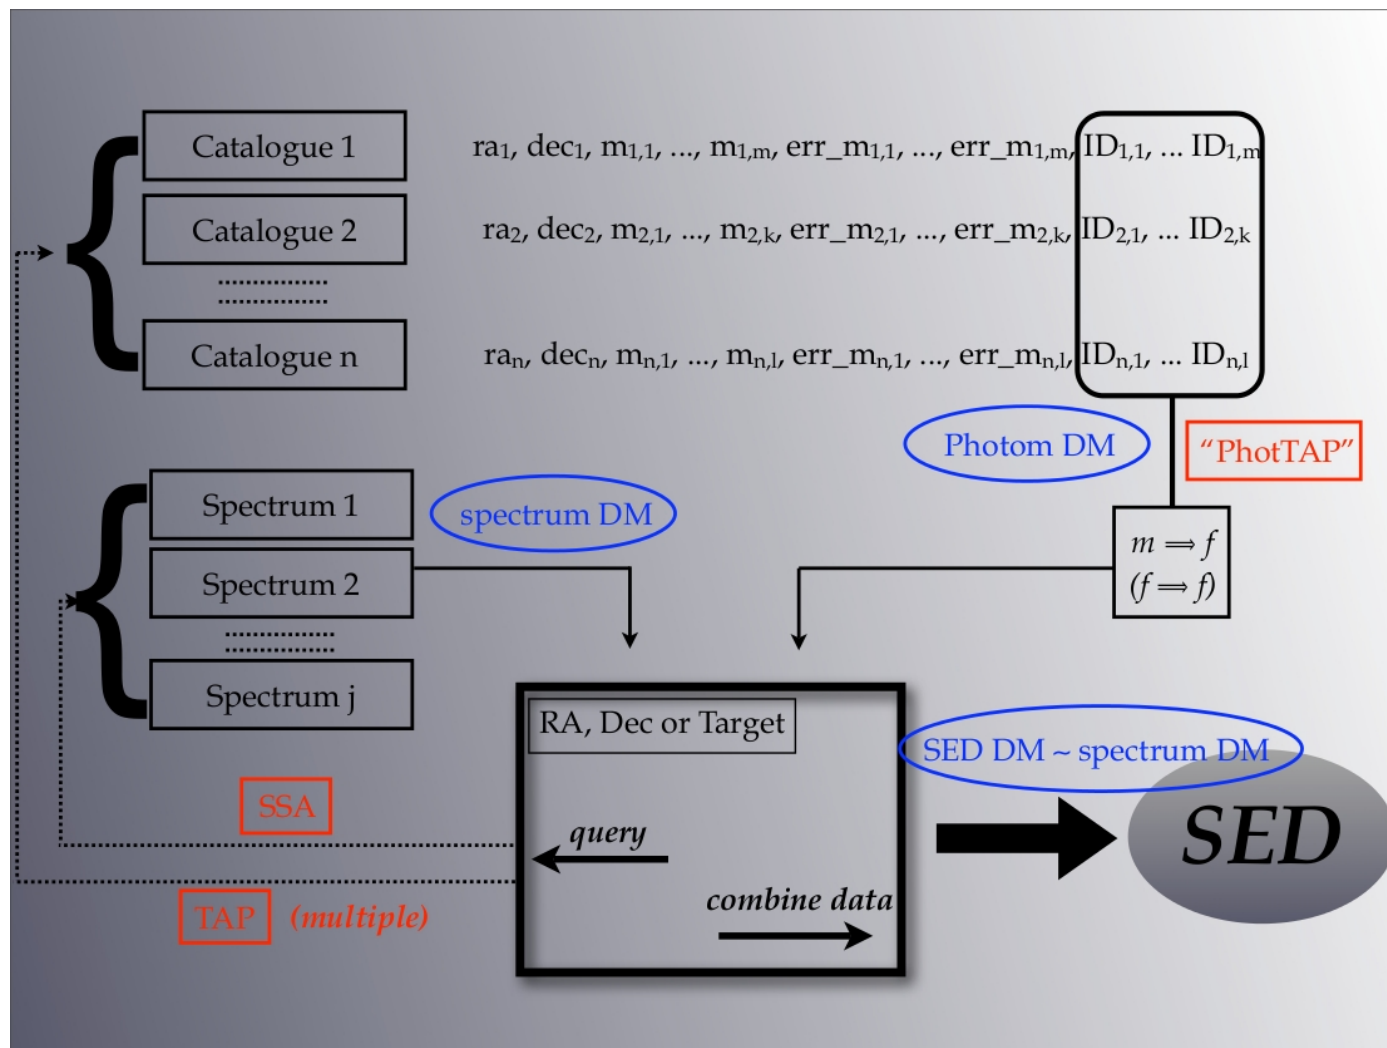 Catalogue 1
ra1, dec1, m1,1, ..., m1,m, err_m1,1, ..., err_m1,m, ID1,1, ... ID1,m
Catalogue 2
ra2, dec2, m2,1, ..., m2,k, err_m2,1, ..., err_m2,k, ID2,1, ... ID2,k
Catalogue n
ran, decn, mn,1, ..., mn,l, err_mn,1, ..., err_mn,l, IDn,1, ... IDn,l
Photom DM
“PhotTAP”
Spectrum 1
spectrum DM
m ⟹ f
(f ⟹ f)
Spectrum 2
Spectrum j
RA, Dec or Target
SED DM ~ spectrum DM
SSA
query
SED
TAP (multiple)
combine data